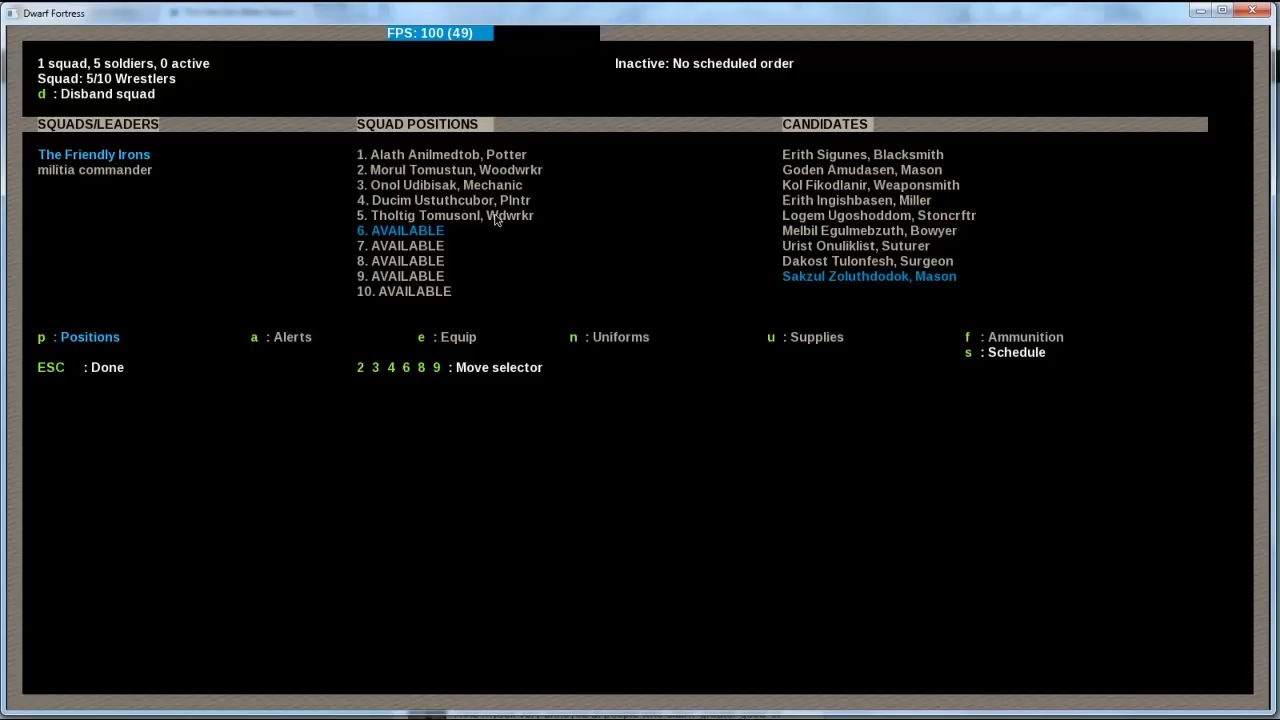 Dwarf Fortress
FPS: 100 (49)
1 squad, 5 soldiers, 0 active
Inactive: No scheduled order
Squad: 5/10 Wrestlers
d : Disband squad
SQUADS/LEADERS
SQUAD POSITIONS
CANDIDATES
The Friendly Irons
1. Alath Anilmedtob, Potter
Erith Sigunes, Blacksmith
militia commander
2. Morul Tomustun, Woodwrkr
Goden Amudasen, Mason
3. Onol Udibisak, Mechanic
Kol Fikodlanir, Weaponsmith
4. Ducim Ustuthcubor, Plntr
Erith Ingishbasen, Miller
5. Tholtig Tomusonl, Wdwrkr
Logem Ugoshoddom, Stoncrftr
6. AVAILABLE
Melbil Egulmebzuth, Bowyer
7. AVAILABLE
Urist Onuliklist, Suturer
8. AVAILABLE
Dakost Tulonfesh, Surgeon
9. AVAILABLE
Sakzul Zoluthdodok, Mason
10. AVAILABLE
p : Positions
a : Alerts
e : Equip
n : Uniforms
u : Supplies
f : Ammunition
s : Schedule
ESC : Done
2 3 4 6 8 9 : Move selector